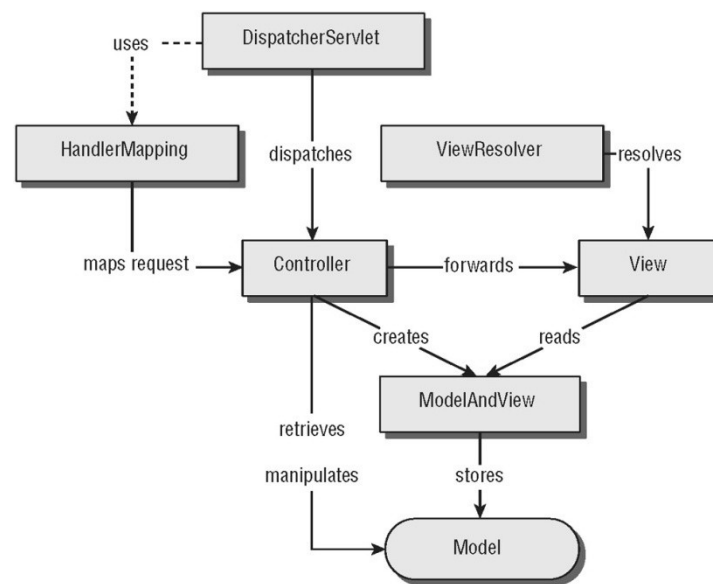 DispatcherServlet
uses
HandlerMapping
dispatches
ViewResolver
resolves
maps request
Controller
forwards
View
creates
reads
ModelAndView
retrieves
manipulates
stores
Model